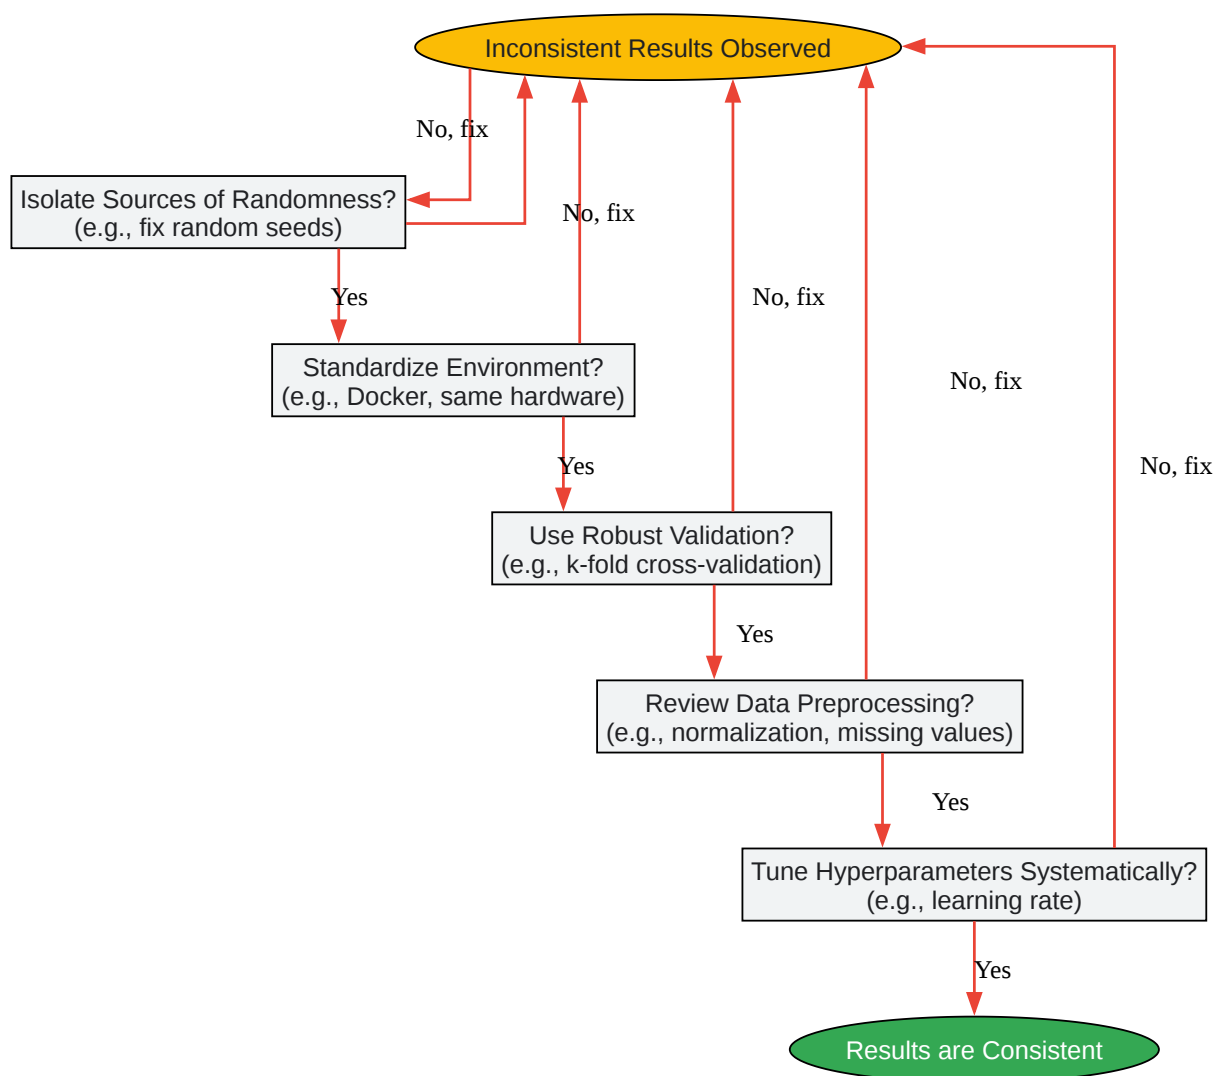 Inconsistent Results Observed
No, fix
Isolate Sources of Randomness?
(e.g., fix random seeds)
No, fix
Yes
No, fix
Standardize Environment?
(e.g., Docker, same hardware)
No, fix
Yes
No, fix
Use Robust Validation?
(e.g., k-fold cross-validation)
Yes
Review Data Preprocessing?
(e.g., normalization, missing values)
Yes
Tune Hyperparameters Systematically?
(e.g., learning rate)
Yes
Results are Consistent